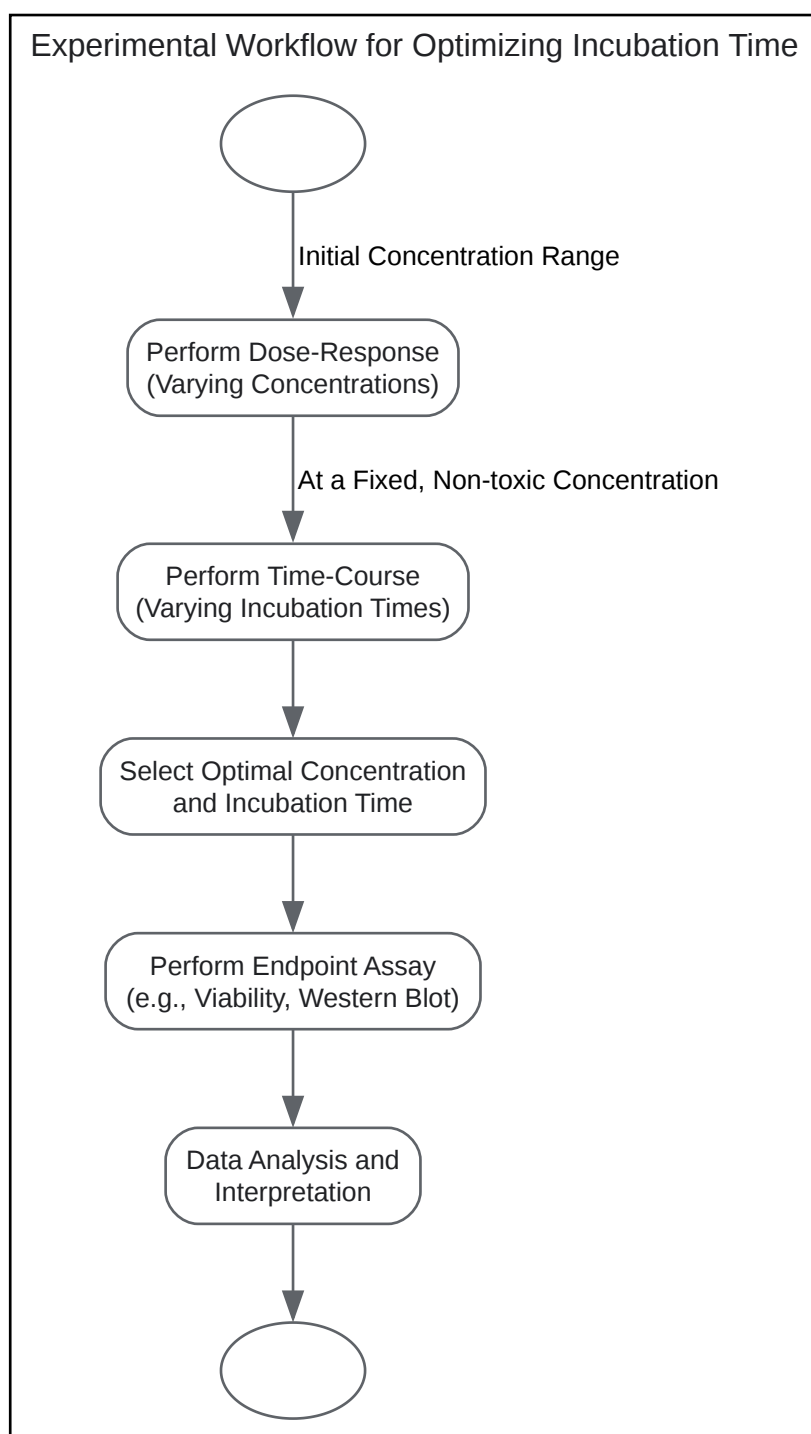 Experimental Workflow for Optimizing Incubation Time
Initial Concentration Range
Perform Dose-Response
(Varying Concentrations)
At a Fixed, Non-toxic Concentration
Perform Time-Course
(Varying Incubation Times)
Select Optimal Concentration
and Incubation Time
Perform Endpoint Assay
(e.g., Viability, Western Blot)
Data Analysis and
Interpretation